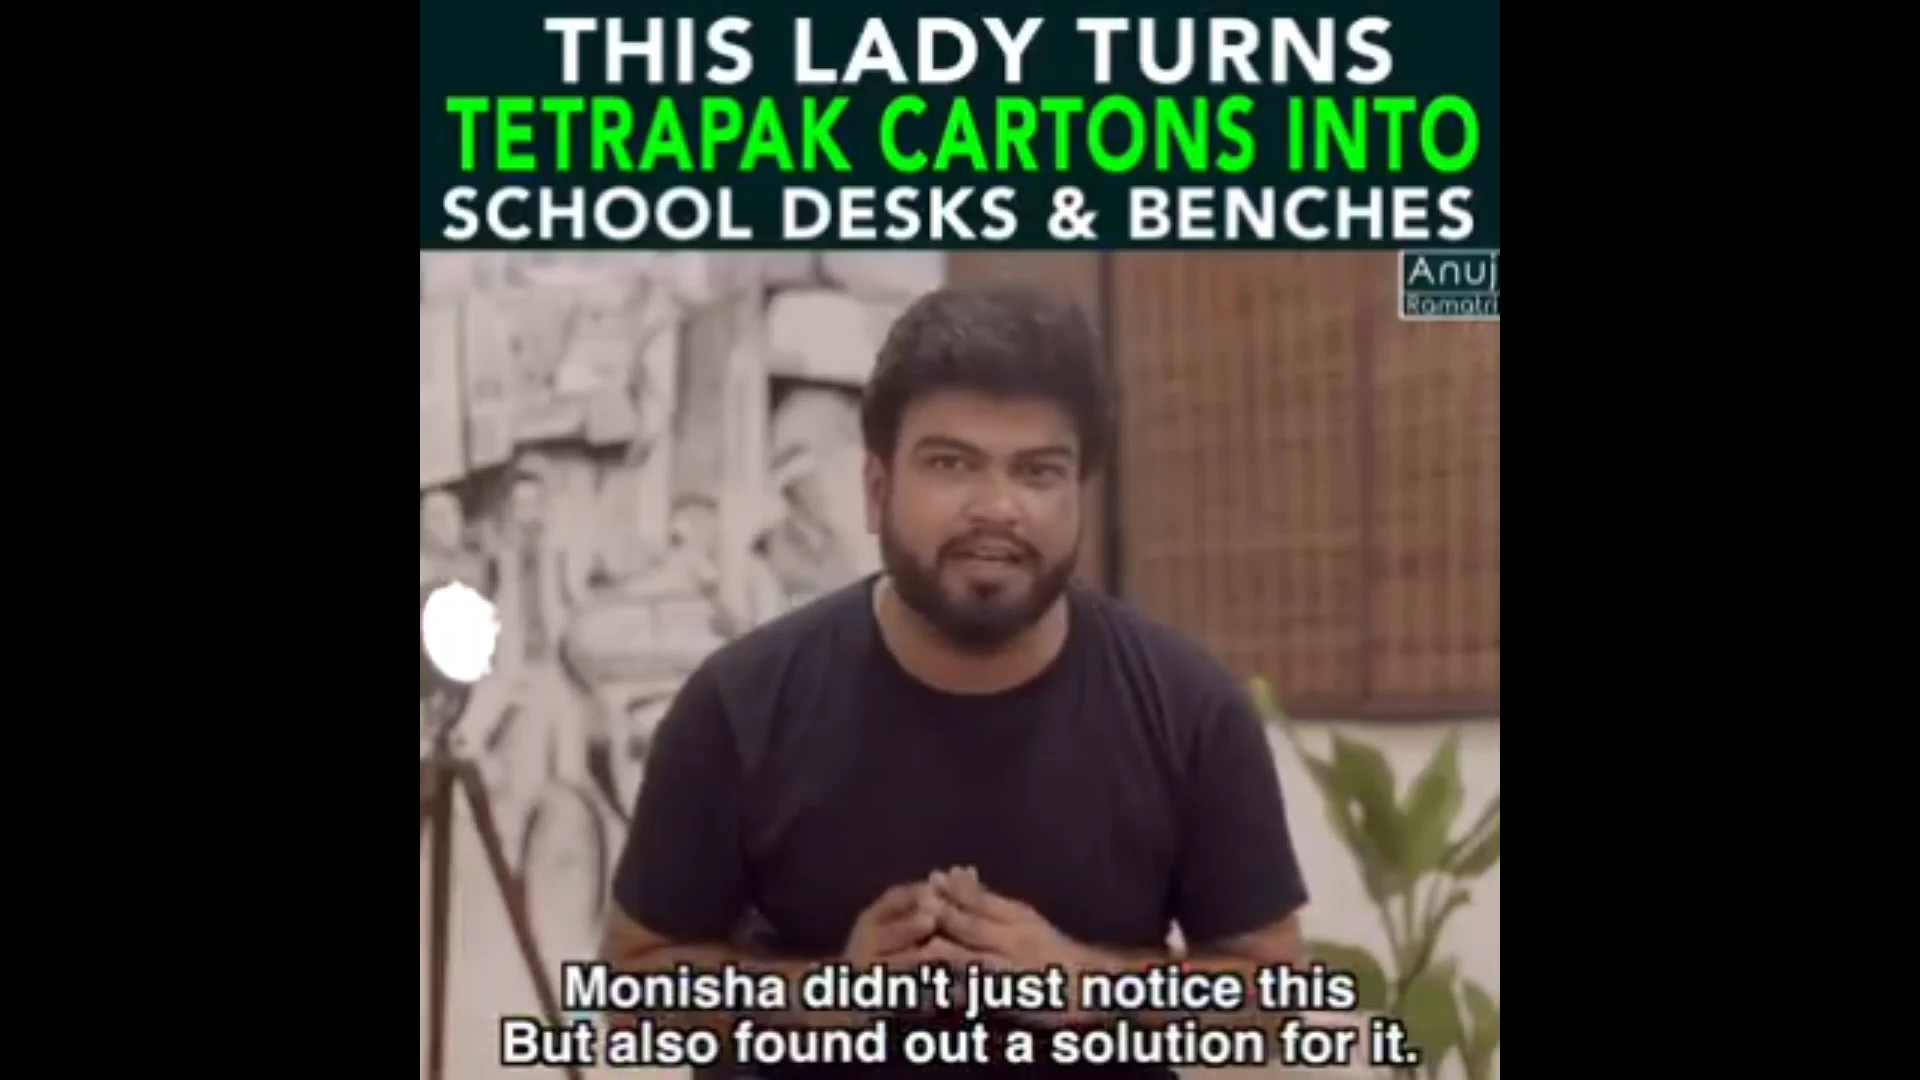 THIS LADY TURNS
TETRAPAK CARTONS INTO
SCHOOL DESKS & BENCHES
Anuj
Ramatri
Monisha didn't just notice this
But also found out a solution for it.